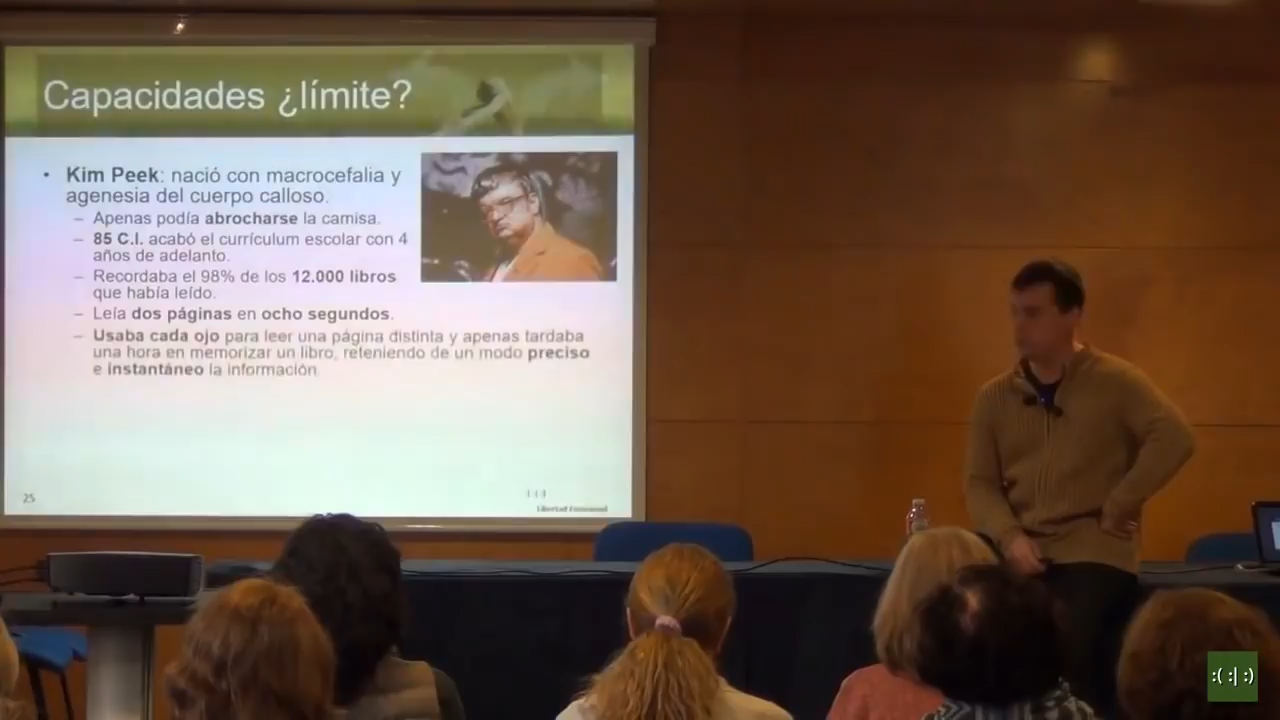 Capacidades ¿límite?
• Kim Peek: nació con macrocefalia y
agenesia del cuerpo calloso.
– Apenas podía abrocharse la camisa.
– 85 C.I. acabó el currículum escolar con 4
años de adelanto.
– Recordaba el 98% de los 12.000 libros
que había leído.
– Leía dos páginas en ocho segundos.
– Usaba cada ojo para leer una página distinta y apenas tardaba
una hora en memorizar un libro, reteniendo de un modo preciso
e instantáneo la información
25
Libertad Emocional
:( :| :)